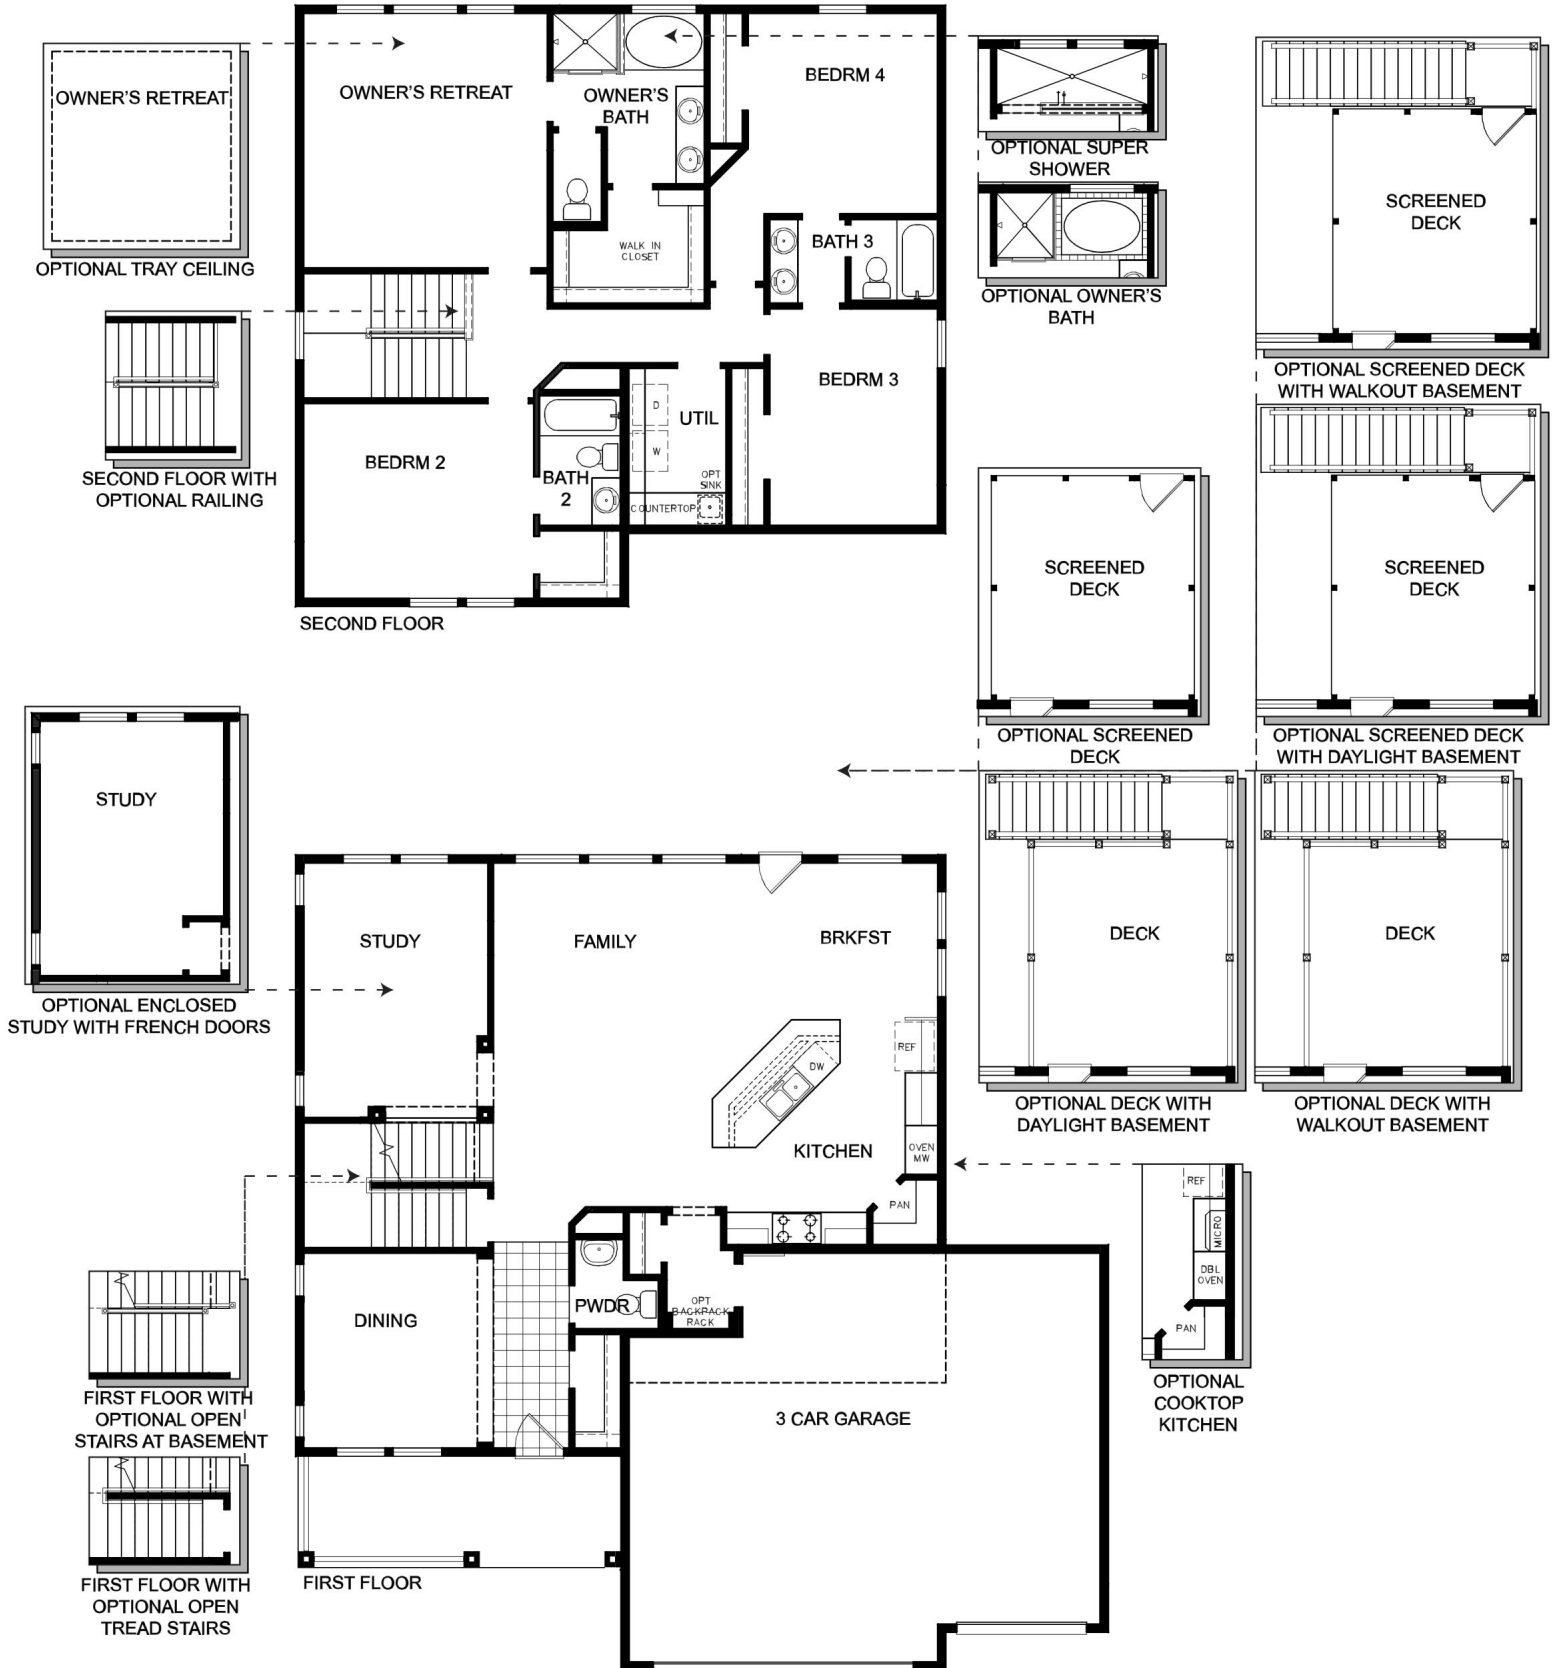 OWNER'S RETREAT
OPTIONAL TRAY CEILING
SECOND FLOOR WITH
OPTIONAL RAILING
OWNER'S RETREAT
OWNER'S
BATH
BEDRM 4
WALK IN
CLOSET
BATH 3
BEDRM 3
D
W
UTIL
OPT
SINK
COUNTERTOP
BEDRM 2
BATH
2
SECOND FLOOR
OPTIONAL SUPER
SHOWER
OPTIONAL OWNER'S
BATH
SCREENED
DECK
OPTIONAL SCREENED DECK
WITH WALKOUT BASEMENT
SCREENED
DECK
OPTIONAL SCREENED
DECK
SCREENED
DECK
OPTIONAL SCREENED DECK
WITH DAYLIGHT BASEMENT
STUDY
OPTIONAL ENCLOSED
STUDY WITH FRENCH DOORS
STUDY
FAMILY
BRKFST
REF
DW
KITCHEN
OVEN
MW
PAN
DINING
PWDR
OPT
BACKPACK
RACK
3 CAR GARAGE
FIRST FLOOR
DECK
OPTIONAL DECK WITH
DAYLIGHT BASEMENT
DECK
OPTIONAL DECK WITH
WALKOUT BASEMENT
REF
MICRO
DBL
OVEN
PAN
OPTIONAL
COOKTOP
KITCHEN
FIRST FLOOR WITH
OPTIONAL OPEN
STAIRS AT BASEMENT
FIRST FLOOR WITH
OPTIONAL OPEN
TREAD STAIRS